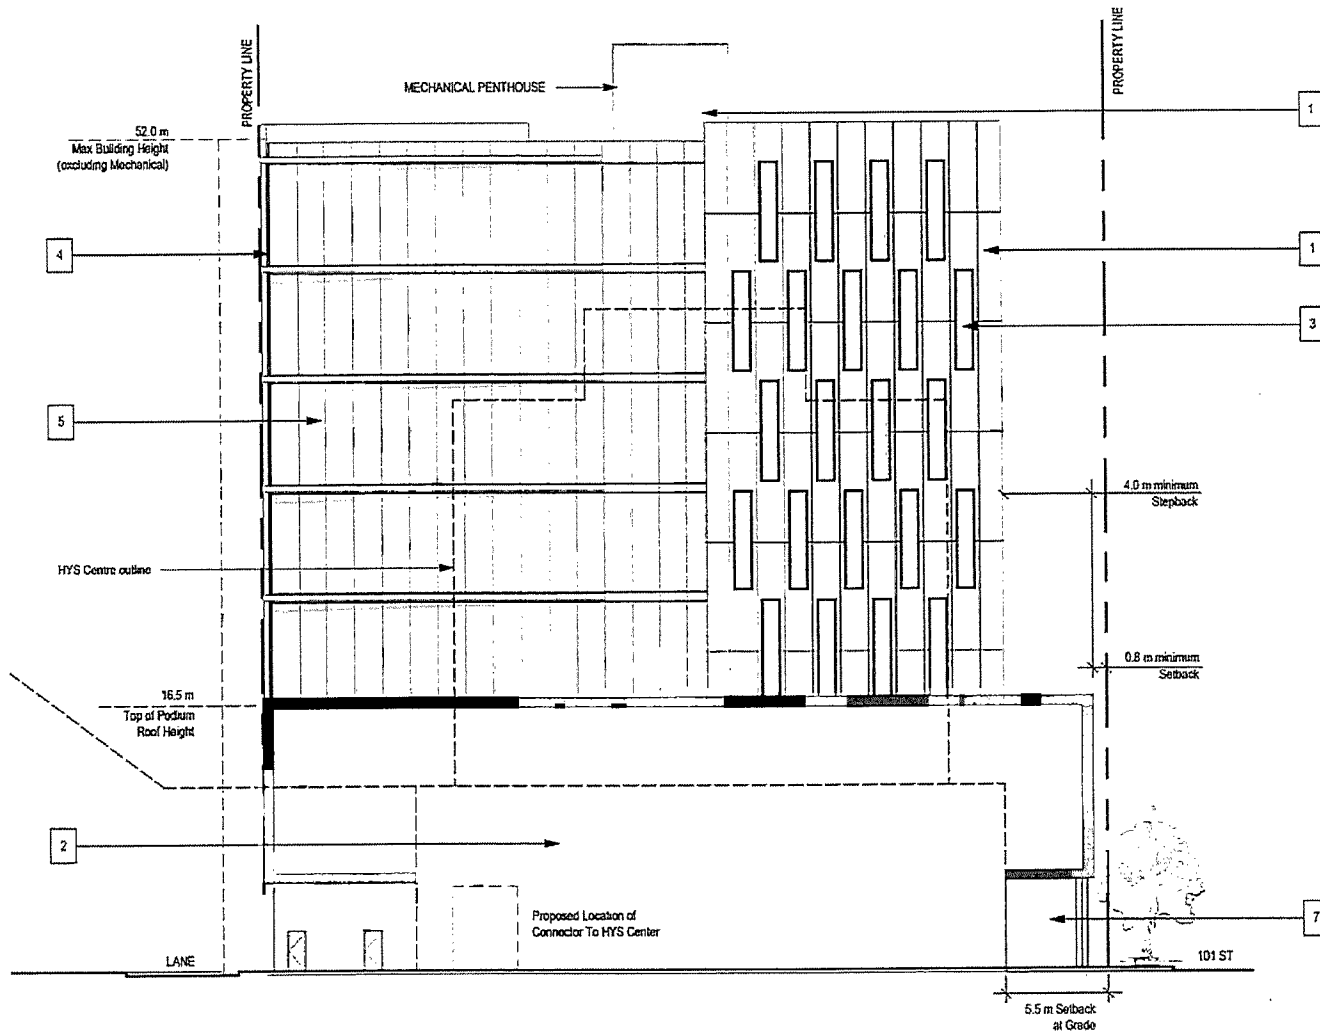 PROPERTY LINE
PROPERTY LINE
MECHANICAL PENTHOUSE
1
52.0 m
Max Building Height
(excluding Mechanical)
4
1
3
5
4.0 m minimum
Stepback
HYS Centre outline
0.8 m minimum
Setback
16.5 m
Top of Podium
Roof Height
2
Proposed Location of
Connector To HYS Center
7
LANE
101 ST
5.5 m Setback
at Grade